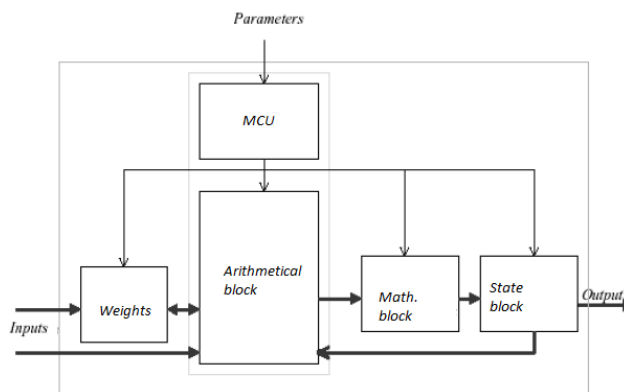 Parameters
MCU
Arithmetical
block
Weights
Math.
block
State
block
Inputs
Output